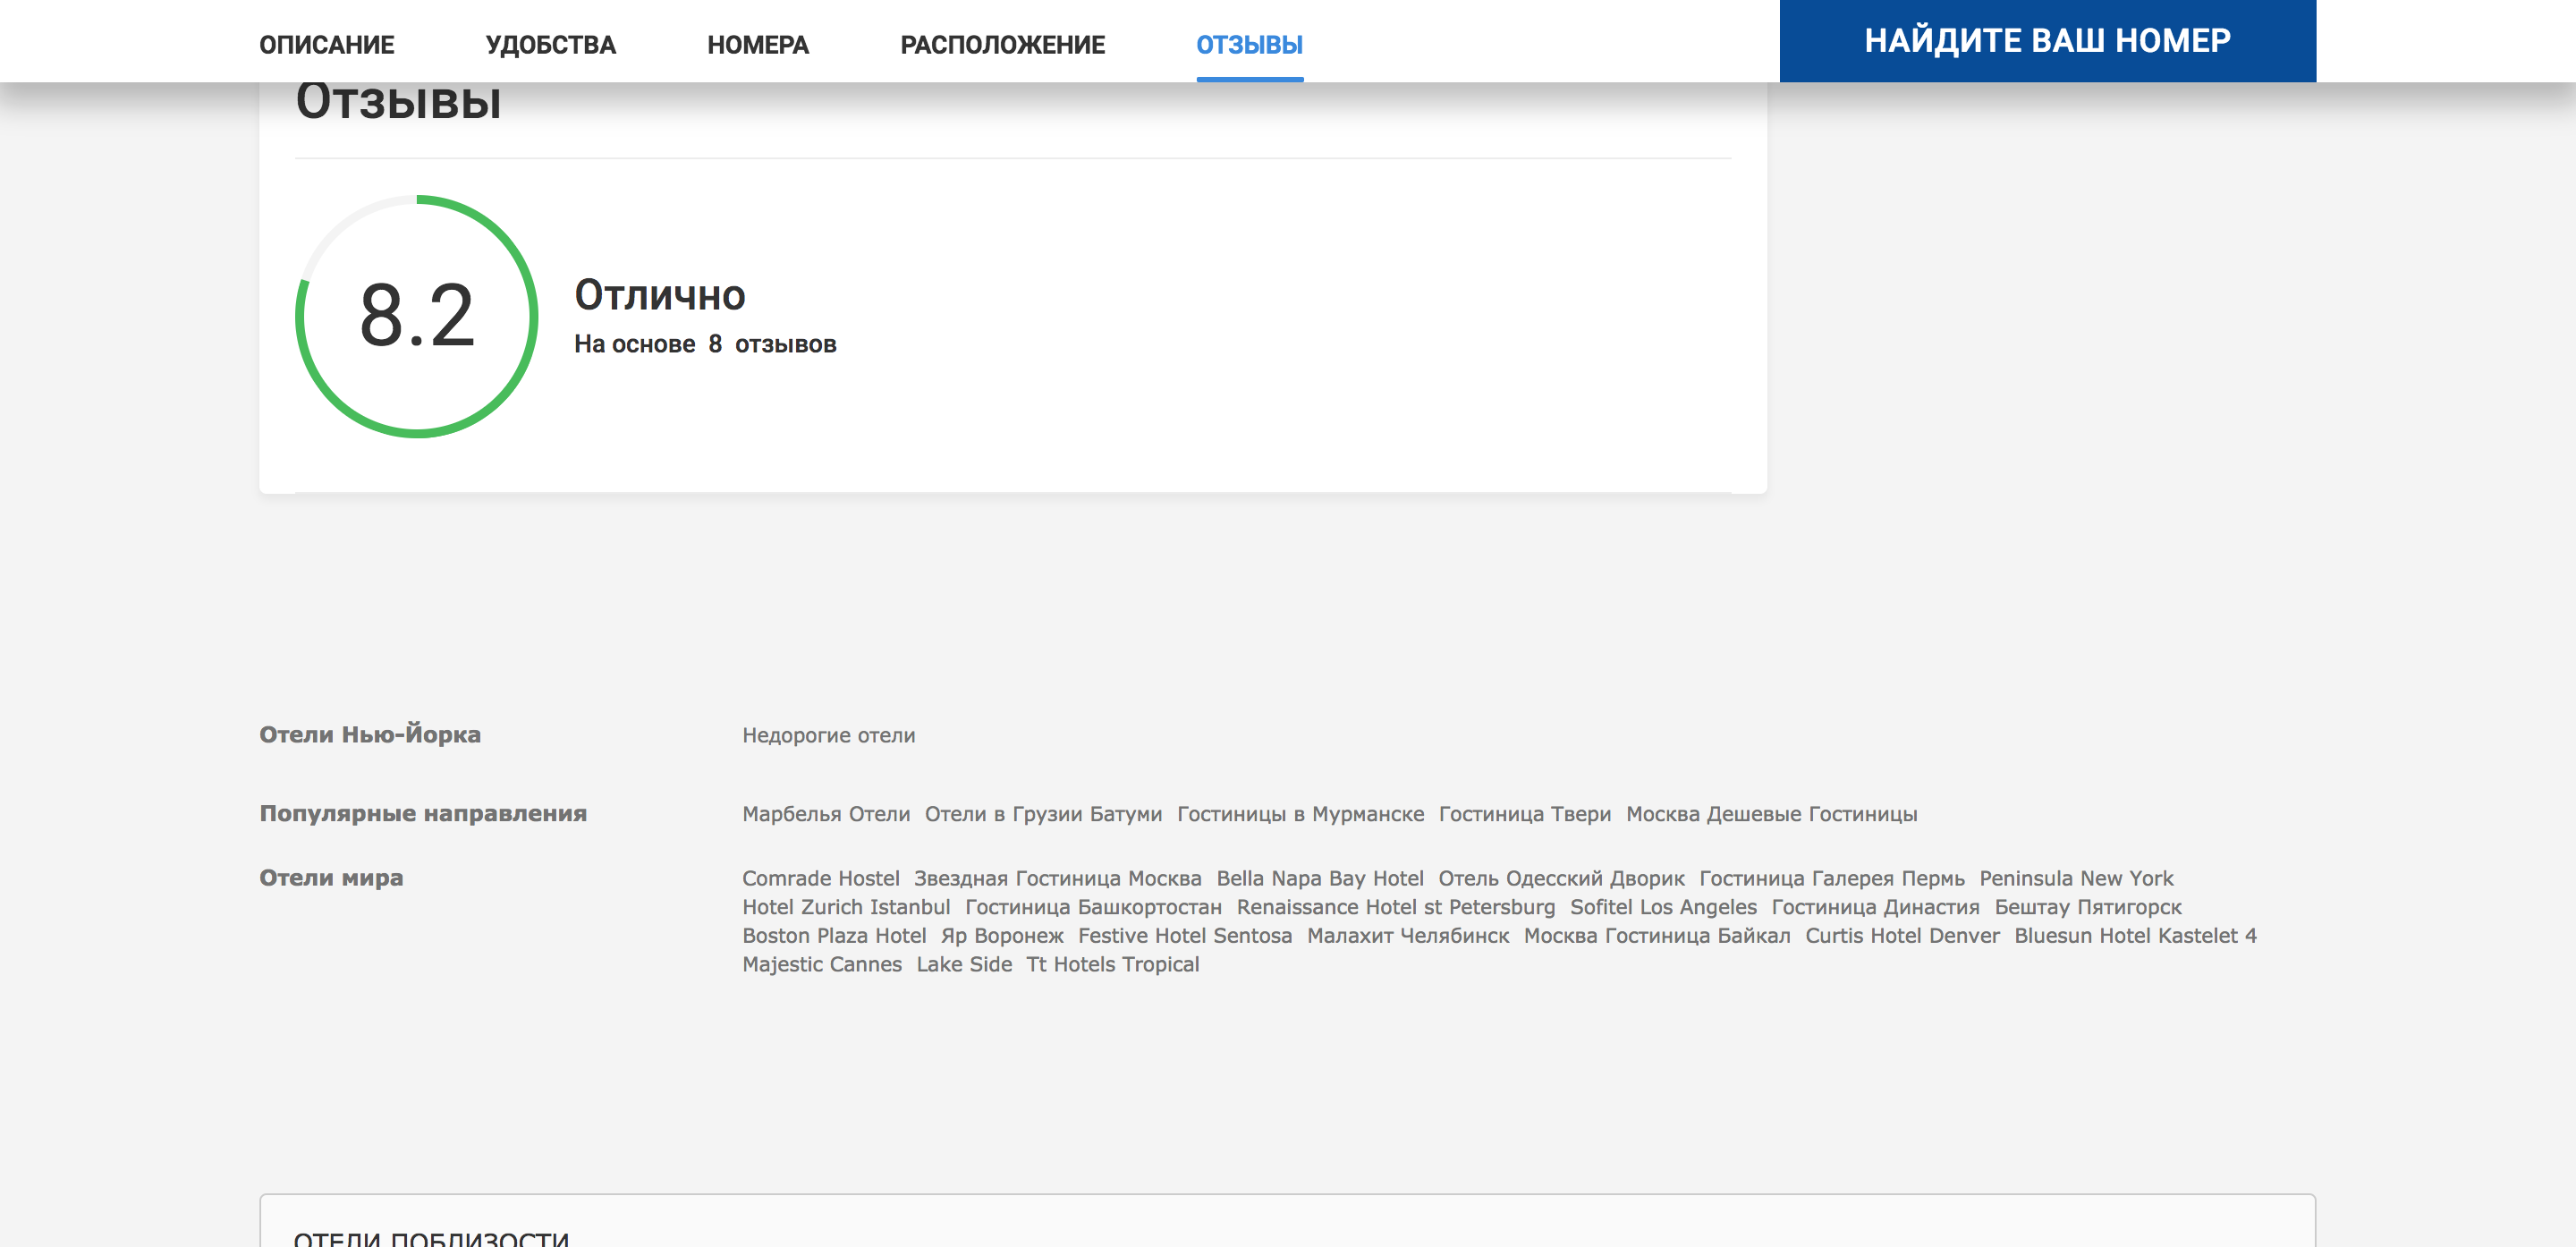 ОПИСАНИЕ УДОБСТВА НОМЕРА РАСПОЛОЖЕНИЕ ОТЗЫВЫ НАЙДИТЕ ВАШ НОМЕР
Отзывы
8.2
Отлично
На основе 8 отзывов
Отели Нью-Йорка Недорогие отели
Популярные направления Марбелья Отели Отели в Грузии Батуми Гостиницы в Мурманске Гостиница Твери Москва Дешевые Гостиницы
Отели мира Comrade Hostel Звездная Гостиница Москва Bella Napa Bay Hotel Отель Одесский Дворик Гостиница Галерея Пермь Peninsula New York
Hotel Zurich Istanbul Гостиница Башкортостан Renaissance Hotel st Petersburg Sofitel Los Angeles Гостиница Династия Бештау Пятигорск
Boston Plaza Hotel Яр Воронеж Festive Hotel Sentosa Малахит Челябинск Москва Гостиница Байкал Curtis Hotel Denver Bluesun Hotel Kastelet 4
Majestic Cannes Lake Side Tt Hotels Tropical
ОТЕЛИ ПОБЛИЗОСТИ